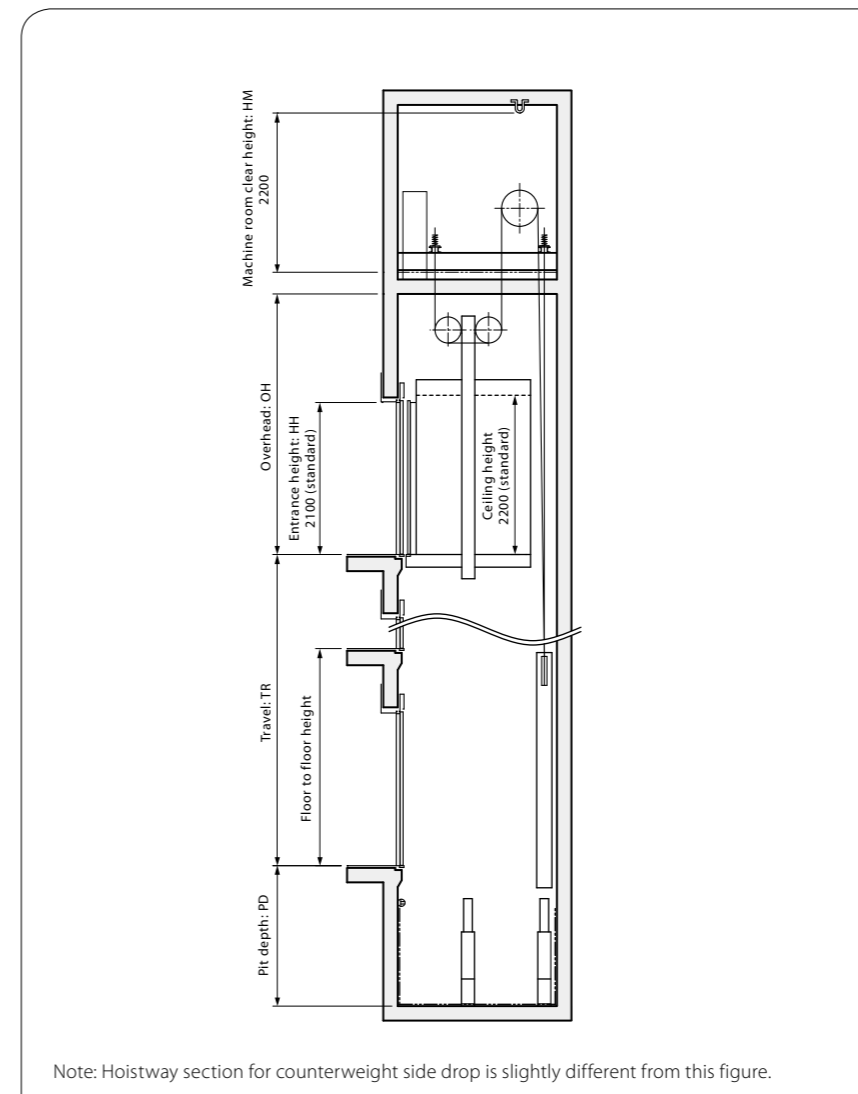 Machine room clear height: HM
2200
Overhead: OH
Entrance height: HH
2100 (standard)
Ceiling height
2200 (standard)
Travel: TR
Floor to floor height
Pit depth: PD
Note: Hoistway section for counterweight side drop is slightly different from this figure.